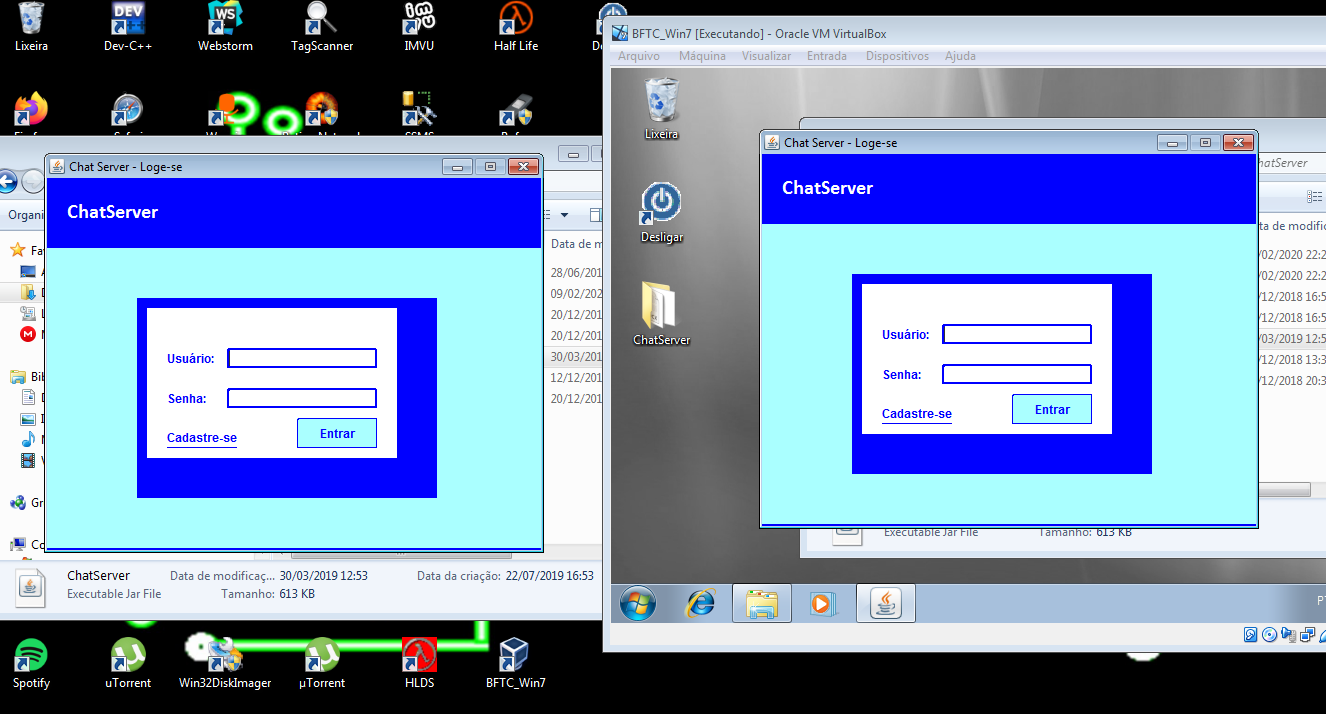 Lixeira
Dev-C++
Webstorm
TagScanner
IMVU
Half Life
Chat Server - Loge-se
ChatServer
Organi
Data de m
28/06/201
09/02/202
20/12/201
20/12/201
30/03/201
12/12/201
20/12/201
Usuário:
Senha:
Cadastre-se
Entrar
ChatServer
Data de modificaç... 30/03/2019 12:53
Data da criação: 22/07/2019 16:53
Executable Jar File
Tamanho: 613 KB
Spotify
uTorrent
Win32DiskImager
µTorrent
HLDS
BFTC_Win7
BFTC_Win7 [Executando] - Oracle VM VirtualBox
Arquivo
Máquina
Visualizar
Entrada
Dispositivos
Ajuda
Lixeira
Desligar
ChatServer
Chat Server - Loge-se
ChatServer
Usuário:
Senha:
Cadastre-se
Entrar
hatServer
ta de modific
/02/2020 22:2
/02/2020 22:2
/12/2018 16:5
/12/2018 16:5
/03/2019 12:5
/12/2018 13:3
/12/2018 20:3
Executable Jar File
Tamanho: 613 KB